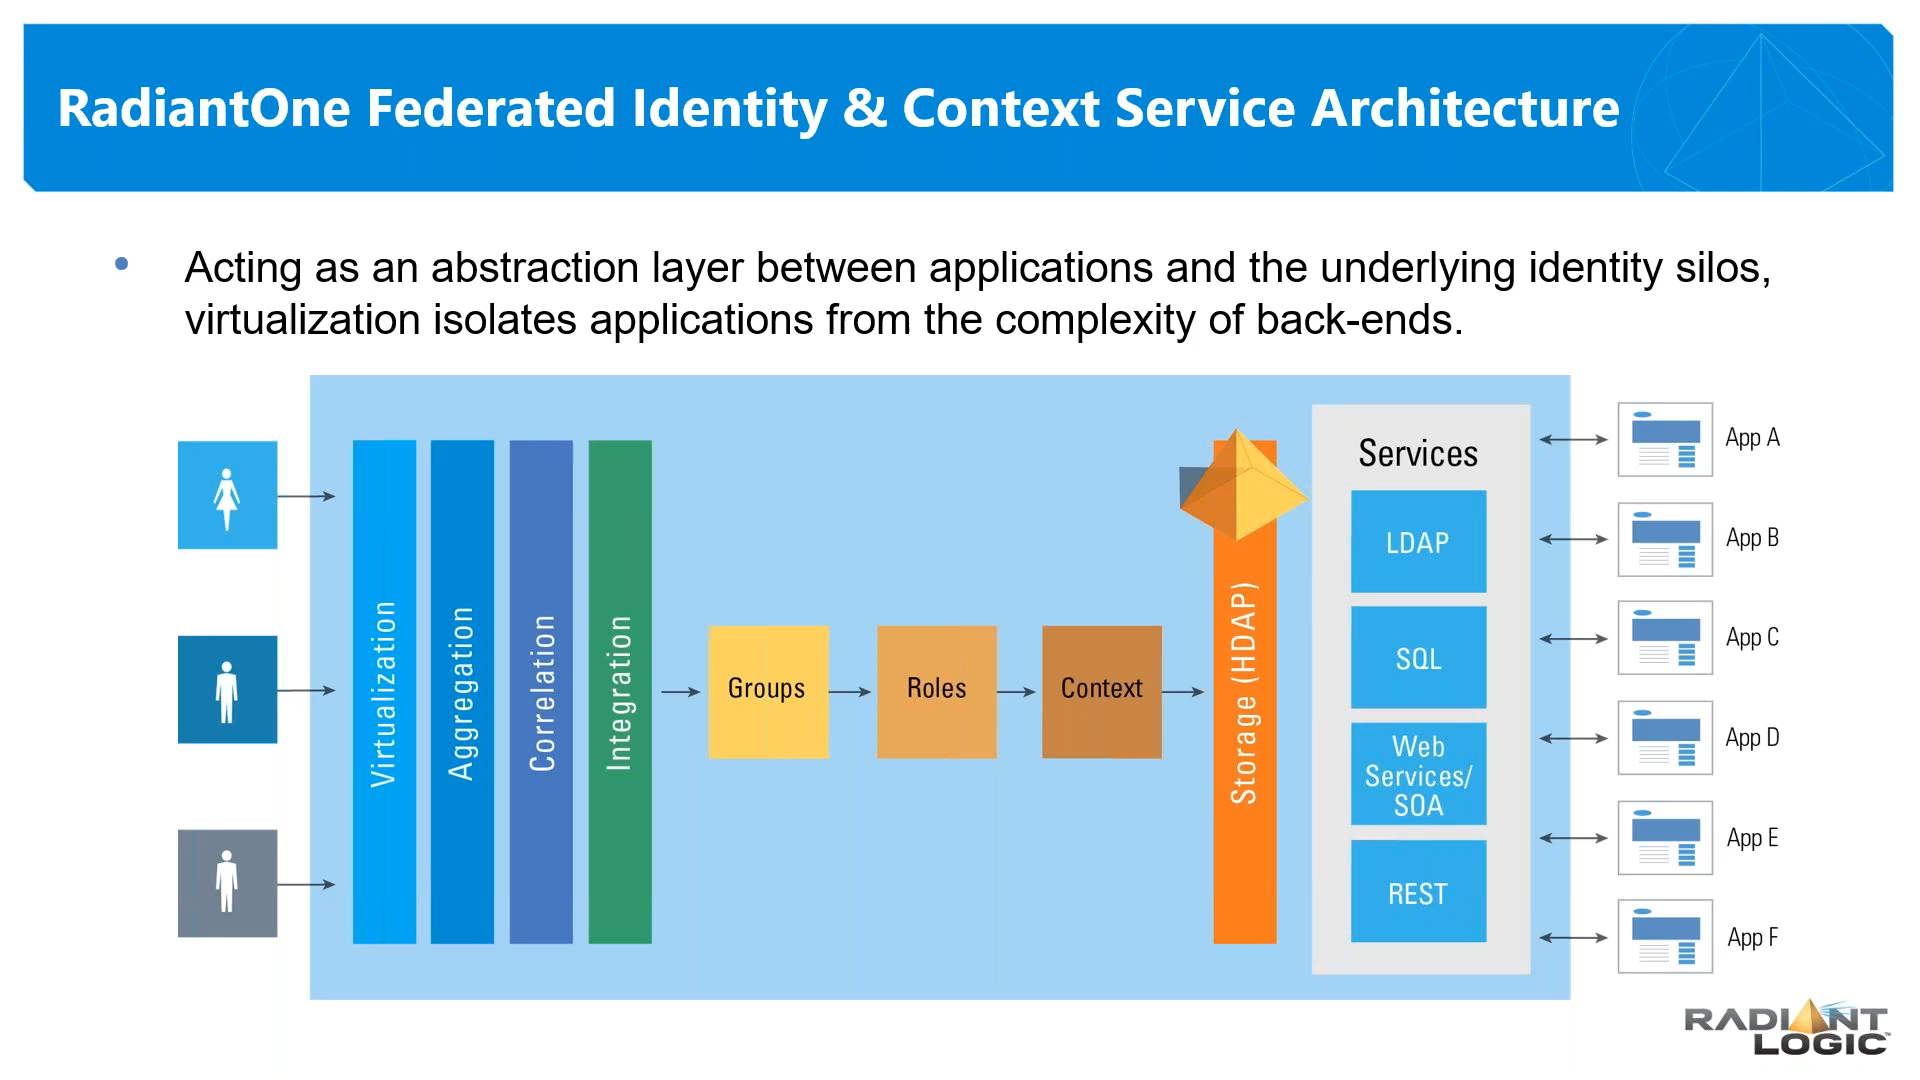 RadiantOne Federated Identity & Context Service Architecture
• Acting as an abstraction layer between applications and the underlying identity silos,
virtualization isolates applications from the complexity of back-ends.
Virtualization
Aggregation
Correlation
Integration
Groups
Roles
Context
Storage (HDAP)
Services
LDAP
SQL
Web
Services/
SOA
REST
App A
App B
App C
App D
App E
App F
RADIANT
LOGIC™